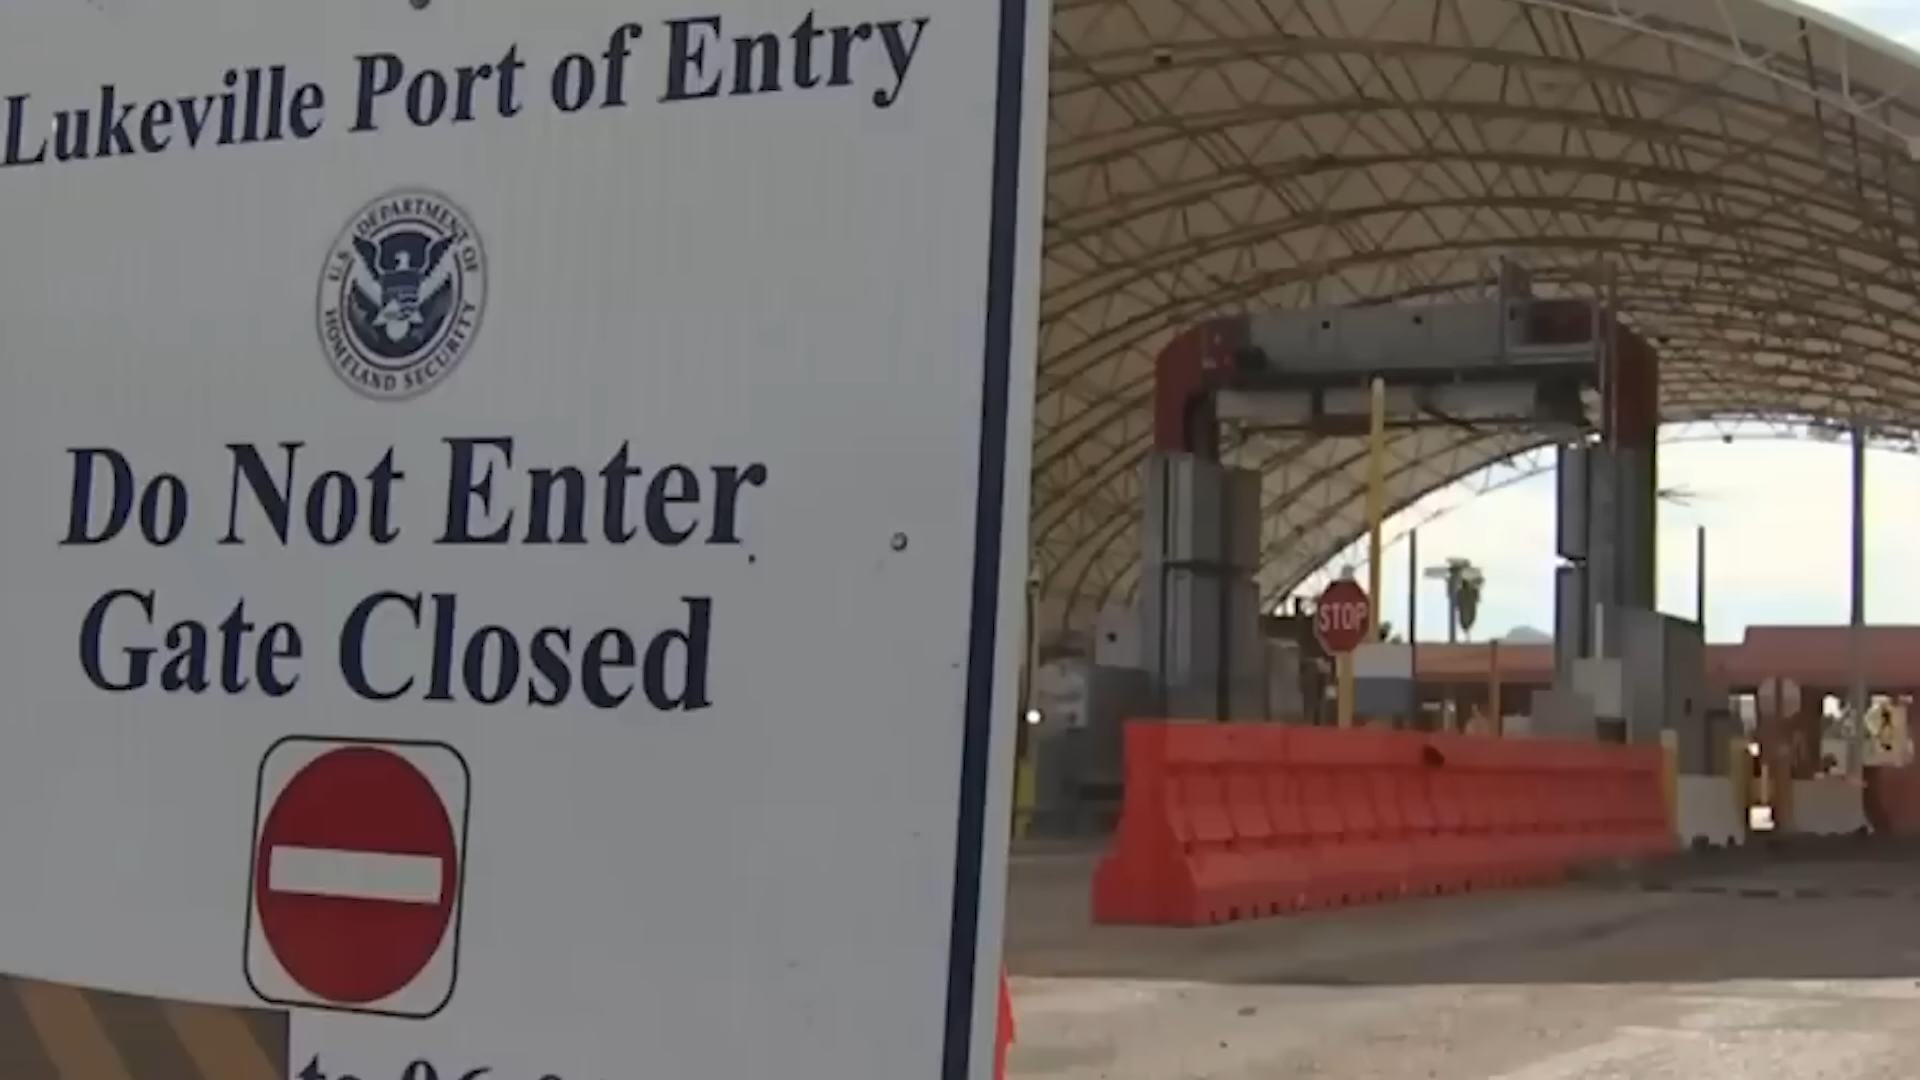 Lukeville Port of Entry
U.S. DEPARTMENT OF
HOMELAND SECURITY
Do Not Enter
Gate Closed
STOP